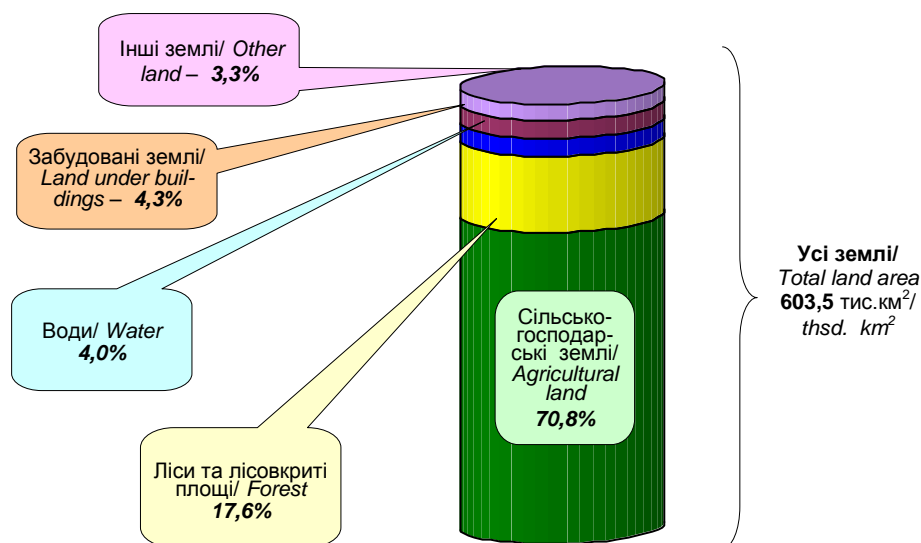 Інші землі/ Other
land – 3,3%
Забудовані землі/
Land under buil-
dings – 4,3%
Води/ Water
4,0%
Ліси та лісовкриті
площі/ Forest
17,6%
Сільсько-
господар-
ські землі/
Agricultural
land
70,8%
Усі землі/
Total land area
603,5 тис.км²/
thsd. km²